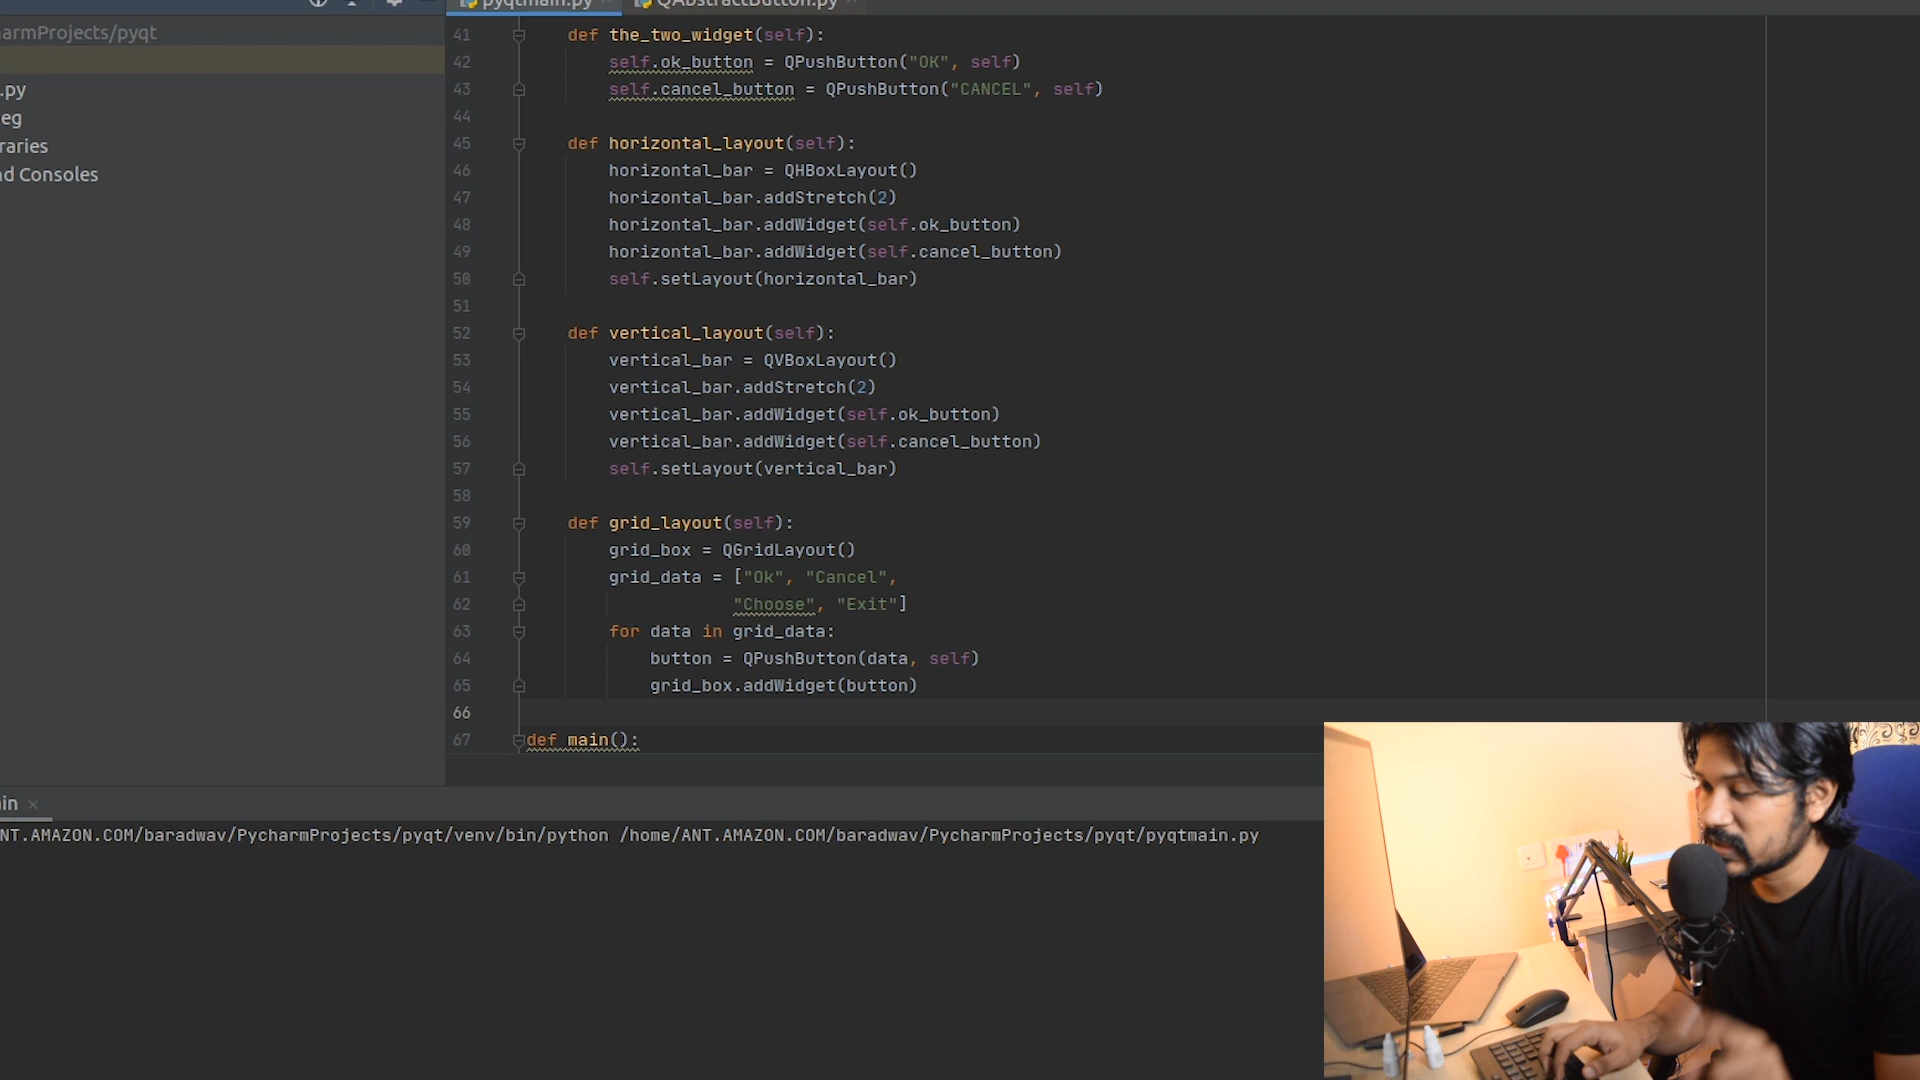 pyqtmain.py
QAbstractButton.py
armProjects/pyqt
.py
eg
raries
d Consoles
41 def the_two_widget(self):
42 self.ok_button = QPushButton("OK", self)
43 self.cancel_button = QPushButton("CANCEL", self)
44
45 def horizontal_layout(self):
46 horizontal_bar = QHBoxLayout()
47 horizontal_bar.addStretch(2)
48 horizontal_bar.addWidget(self.ok_button)
49 horizontal_bar.addWidget(self.cancel_button)
50 self.setLayout(horizontal_bar)
51
52 def vertical_layout(self):
53 vertical_bar = QVBoxLayout()
54 vertical_bar.addStretch(2)
55 vertical_bar.addWidget(self.ok_button)
56 vertical_bar.addWidget(self.cancel_button)
57 self.setLayout(vertical_bar)
58
59 def grid_layout(self):
60 grid_box = QGridLayout()
61 grid_data = ["Ok", "Cancel",
62 "Choose", "Exit"]
63 for data in grid_data:
64 button = QPushButton(data, self)
65 grid_box.addWidget(button)
66
67 def main():
in
NT.AMAZON.COM/baradwav/PycharmProjects/pyqt/venv/bin/python /home/ANT.AMAZON.COM/baradwav/PycharmProjects/pyqt/pyqtmain.py